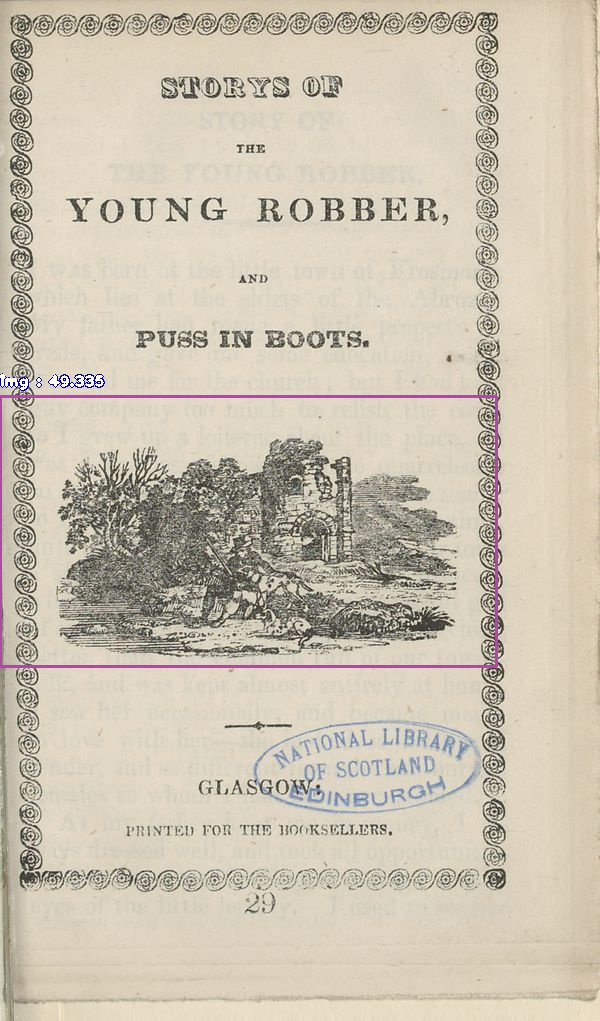 STORYS OF
THE
YOUNG ROBBER,
AND
PUSS IN BOOTS.
img : 49.335
NATIONAL LIBRARY
OF SCOTLAND
EDINBURGH
GLASGOW:
PRINTED FOR THE BOOKSELLERS.
29